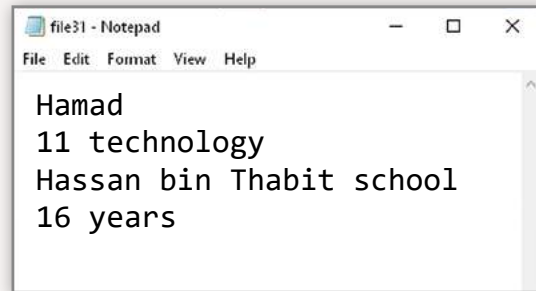 file31 - Notepad
File Edit Format View Help
Hamad
11 technology
Hassan bin Thabit school
16 years